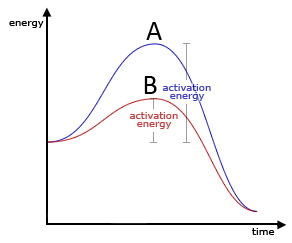 energy
A
B
activation
energy
activation
energy
time